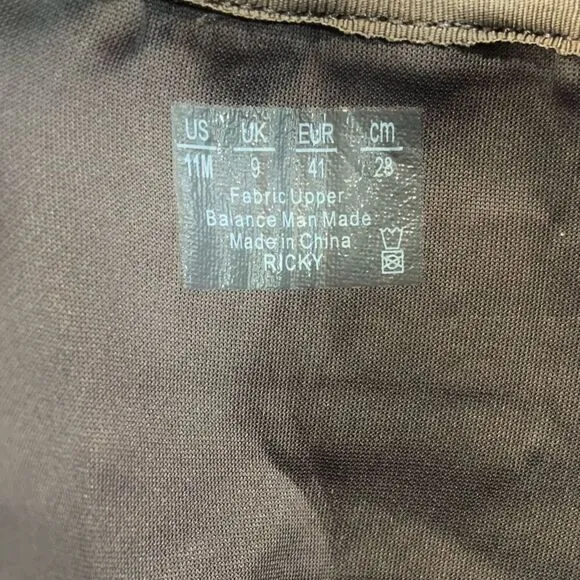 US UK EUR cm
11M 9 41 28
Fabric Upper
Balance Man Made
Made in China
RICKY